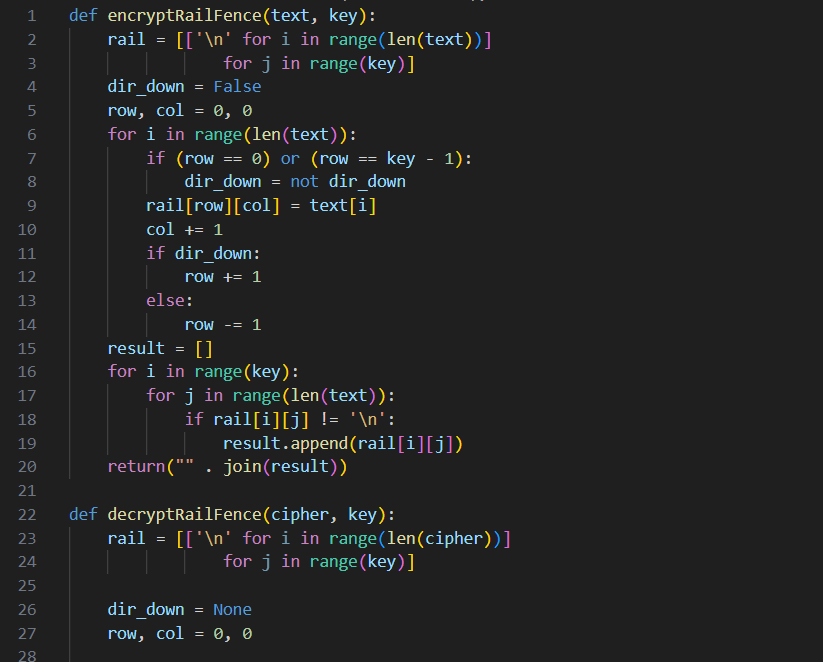 1 def encryptRailFence(text, key):
2     rail = [['\n' for i in range(len(text))]
3                 for j in range(key)]
4     dir_down = False
5     row, col = 0, 0
6     for i in range(len(text)):
7         if (row == 0) or (row == key - 1):
8             dir_down = not dir_down
9         rail[row][col] = text[i]
10         col += 1
11         if dir_down:
12             row += 1
13         else:
14             row -= 1
15     result = []
16     for i in range(key):
17         for j in range(len(text)):
18             if rail[i][j] != '\n':
19                 result.append(rail[i][j])
20     return("" . join(result))
21
22 def decryptRailFence(cipher, key):
23     rail = [['\n' for i in range(len(cipher))]
24                 for j in range(key)]
25
26     dir_down = None
27     row, col = 0, 0
28